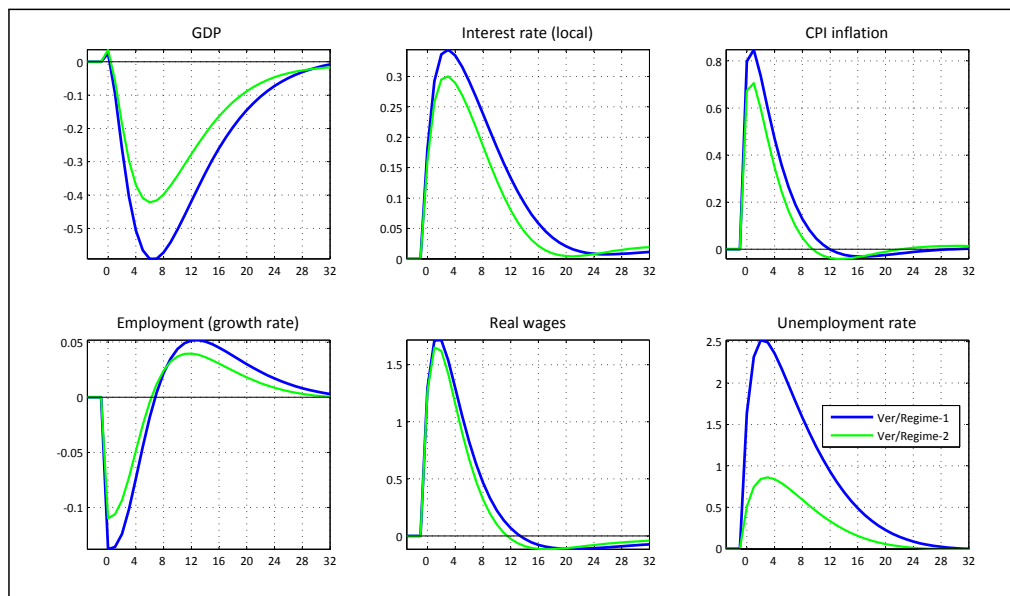 GDP
0
-0.1
-0.2
-0.3
-0.4
-0.5
0 4 8 12 16 20 24 28 32
Interest rate (local)
0.3
0.25
0.2
0.15
0.1
0.05
0
0 4 8 12 16 20 24 28 32
CPI inflation
0.8
0.6
0.4
0.2
0
0 4 8 12 16 20 24 28 32
Employment (growth rate)
0.05
0
-0.05
-0.1
0 4 8 12 16 20 24 28 32
Real wages
1.5
1
0.5
0
0 4 8 12 16 20 24 28 32
Unemployment rate
2.5
2
1.5
1
0.5
0
Ver/Regime-1
Ver/Regime-2
0 4 8 12 16 20 24 28 32